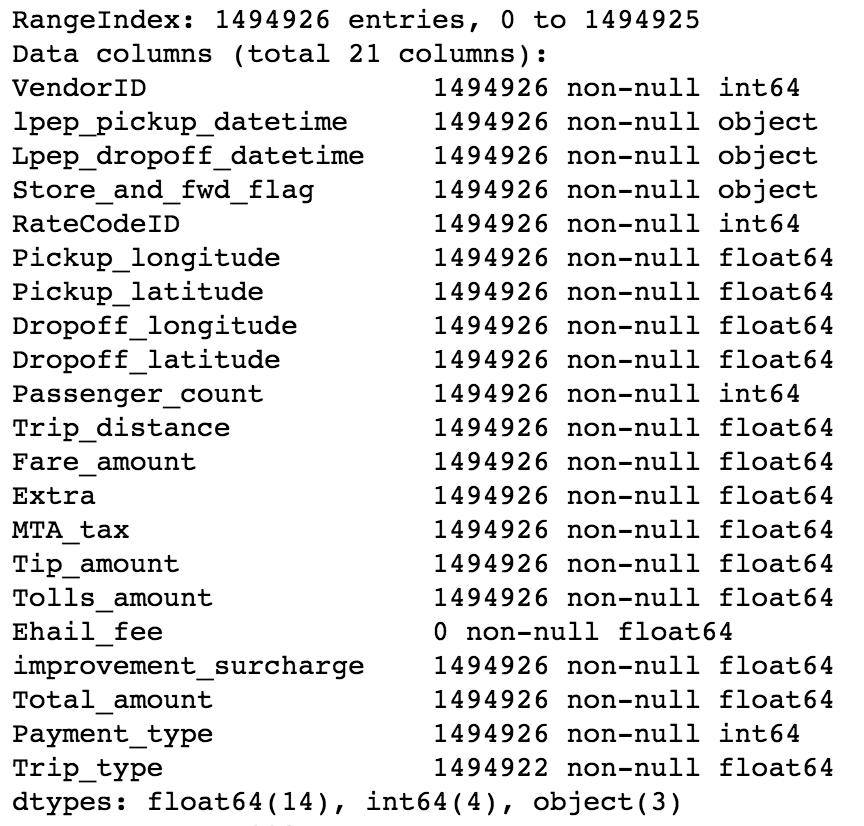 RangeIndex: 1494926 entries, 0 to 1494925
Data columns (total 21 columns):
VendorID 1494926 non-null int64
lpep_pickup_datetime 1494926 non-null object
Lpep_dropoff_datetime 1494926 non-null object
Store_and_fwd_flag 1494926 non-null object
RateCodeID 1494926 non-null int64
Pickup_longitude 1494926 non-null float64
Pickup_latitude 1494926 non-null float64
Dropoff_longitude 1494926 non-null float64
Dropoff_latitude 1494926 non-null float64
Passenger_count 1494926 non-null int64
Trip_distance 1494926 non-null float64
Fare_amount 1494926 non-null float64
Extra 1494926 non-null float64
MTA_tax 1494926 non-null float64
Tip_amount 1494926 non-null float64
Tolls_amount 1494926 non-null float64
Ehail_fee 0 non-null float64
improvement_surcharge 1494926 non-null float64
Total_amount 1494926 non-null float64
Payment_type 1494926 non-null int64
Trip_type 1494922 non-null float64
dtypes: float64(14), int64(4), object(3)